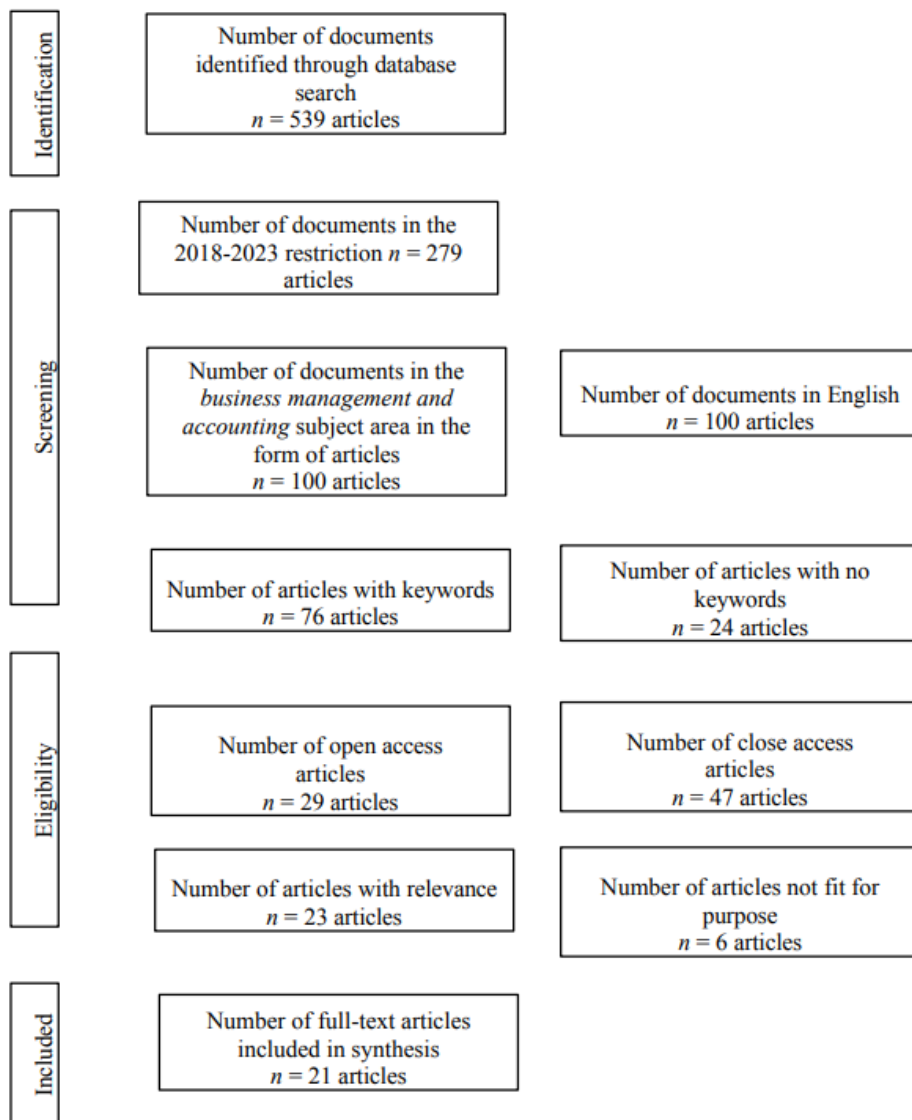 Identification
Number of documents
identified through database
search
n = 539 articles
Screening
Number of documents in the
2018-2023 restriction n = 279
articles
Number of documents in the
business management and
accounting subject area in the
form of articles
n = 100 articles
Number of documents in English
n = 100 articles
Number of articles with keywords
n = 76 articles
Number of articles with no
keywords
n = 24 articles
Eligibility
Number of open access
articles
n = 29 articles
Number of close access
articles
n = 47 articles
Number of articles with relevance
n = 23 articles
Number of articles not fit for
purpose
n = 6 articles
Included
Number of full-text articles
included in synthesis
n = 21 articles